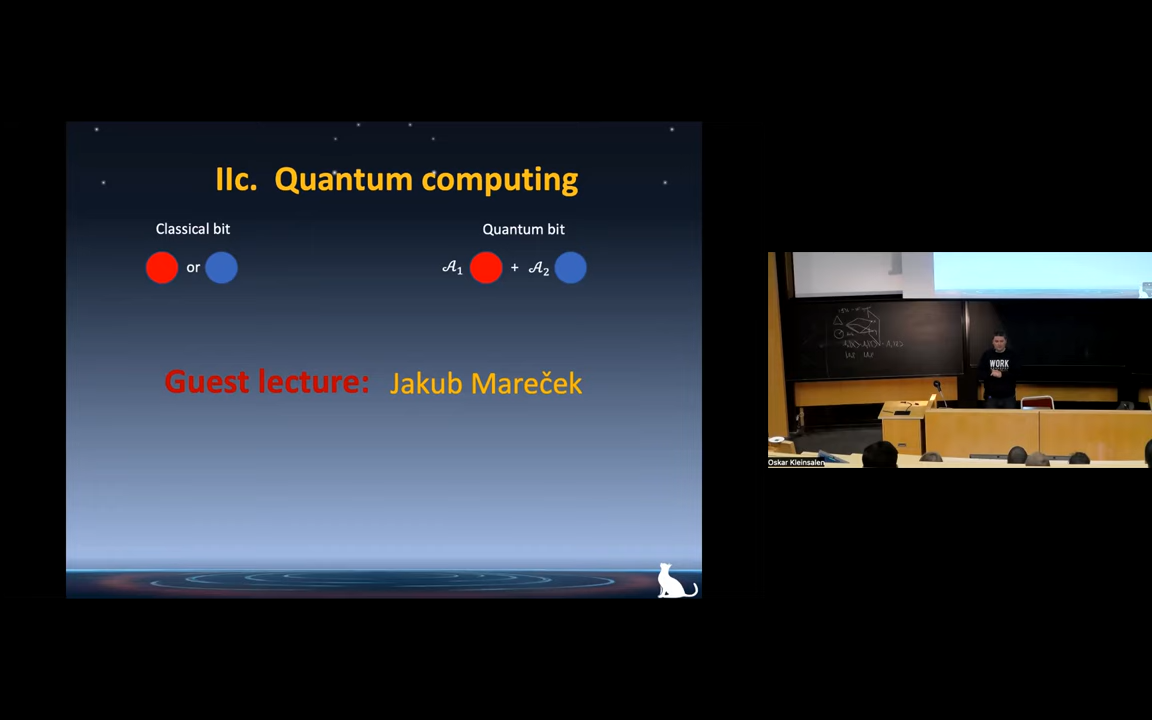 IIc. Quantum computing
Classical bit
Quantum bit
or
𝒜₁ + 𝒜₂
Guest lecture: Jakub Mareček
WORK
Oskar Kleinsalen